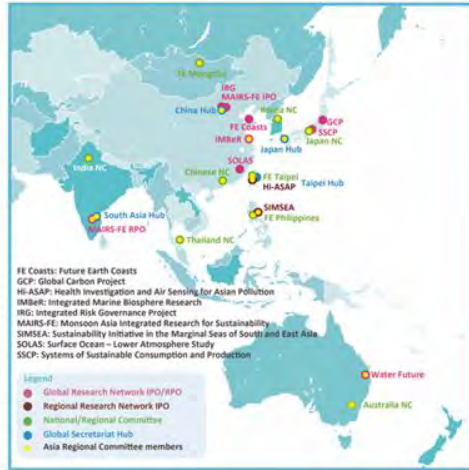 FE Mongolia
IRG
MAIRS-FE IPO
China Hub
Korea NC
FE Coasts
GCP
SSCP
IMBeR
Japan Hub
Japan NC
India NC
SOLAS
Chinese NC
FE Taipei
Taipei Hub
Hi-ASAP
South Asia Hub
SIMSEA
MAIRS-FE RPO
FE Philippines
Thailand NC
FE Coasts: Future Earth Coasts
GCP: Global Carbon Project
Hi-ASAP: Health Investigation and Air Sensing for Asian Pollution
IMBeR: Integrated Marine Biosphere Research
IRG: Integrated Risk Governance Project
MAIRS-FE: Monsoon Asia Integrated Research for Sustainability
SIMSEA: Sustainability Initiative in the Marginal Seas of South and East Asia
SOLAS: Surface Ocean – Lower Atmosphere Study
SSCP: Systems of Sustainable Consumption and Production
Legend
Global Research Network IPO/RPO
Regional Research Network IPO
National/Regional Committee
Global Secretariat Hub
Asia Regional Committee members
Water Future
Australia NC